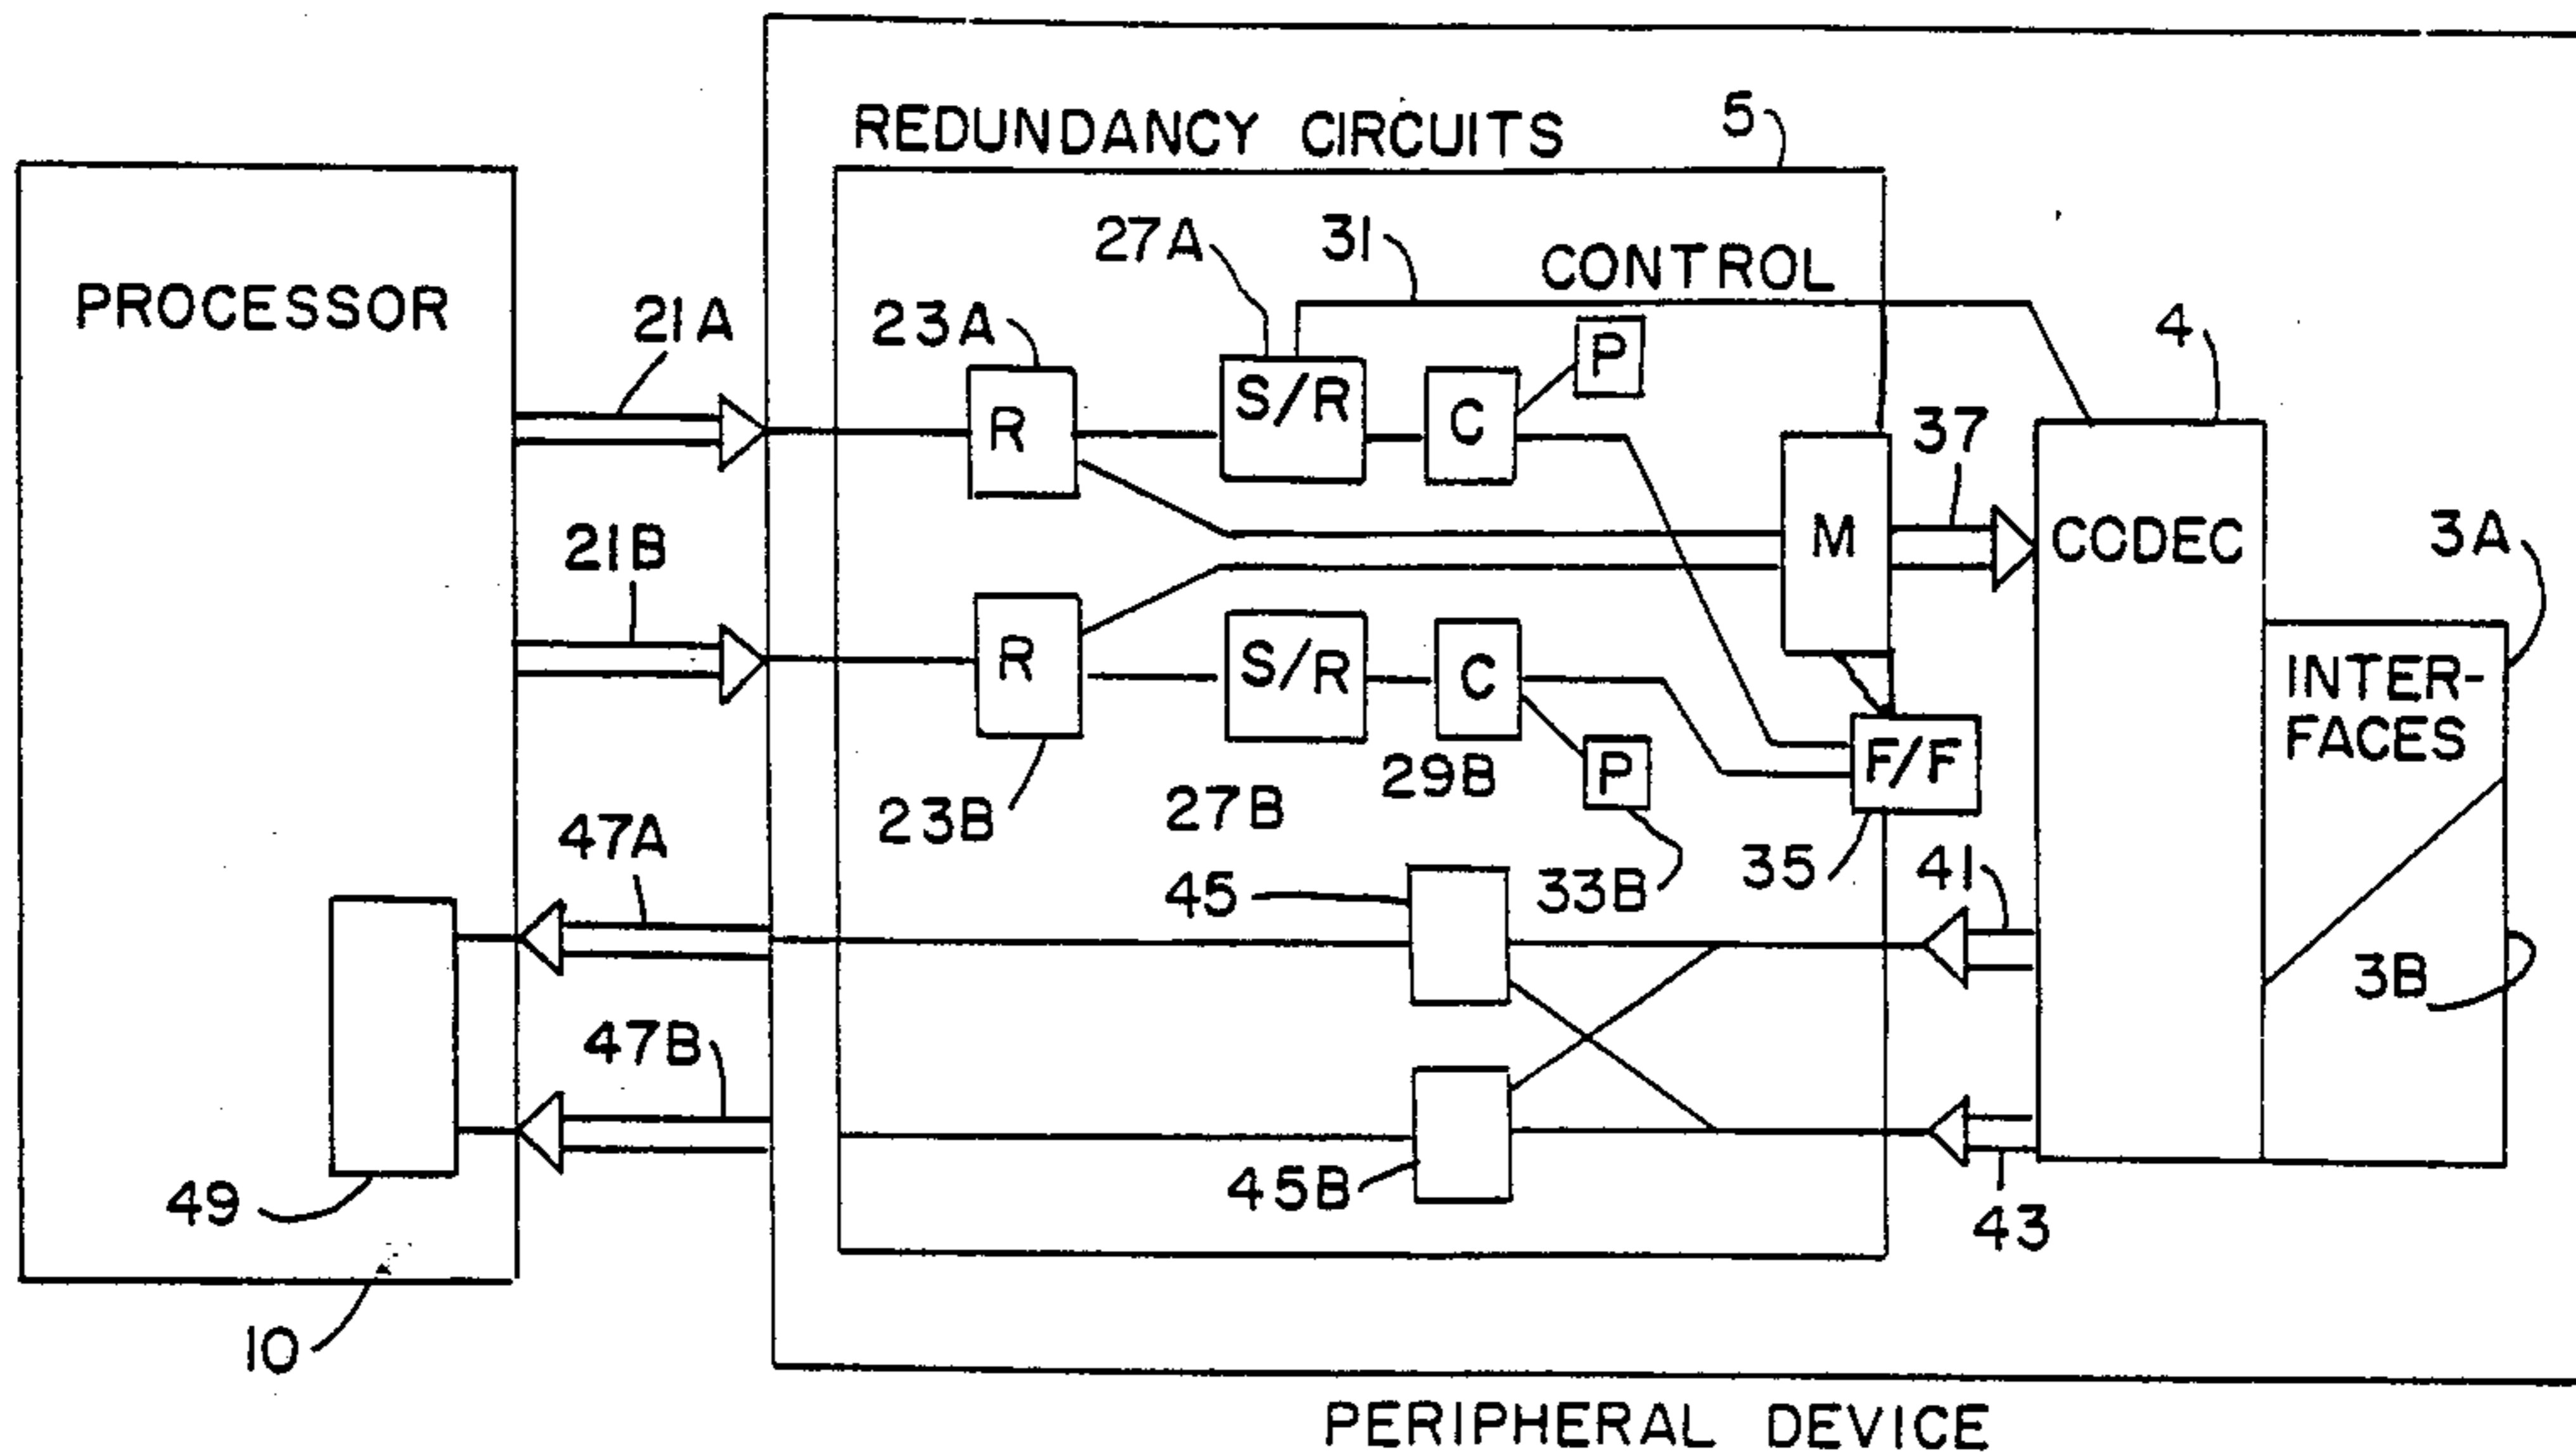 REDUNDANCY CIRCUITS
5
PROCESSOR
21A
23A
27A
31
CONTROL
4
R
S/R
C
P
M
37
CODEC
3A
21B
R
S/R
C
P
F/F
INTER-
FACES
23B
27B
29B
33B
35
41
47A
45
3B
47B
45B
43
49
10
PERIPHERAL DEVICE